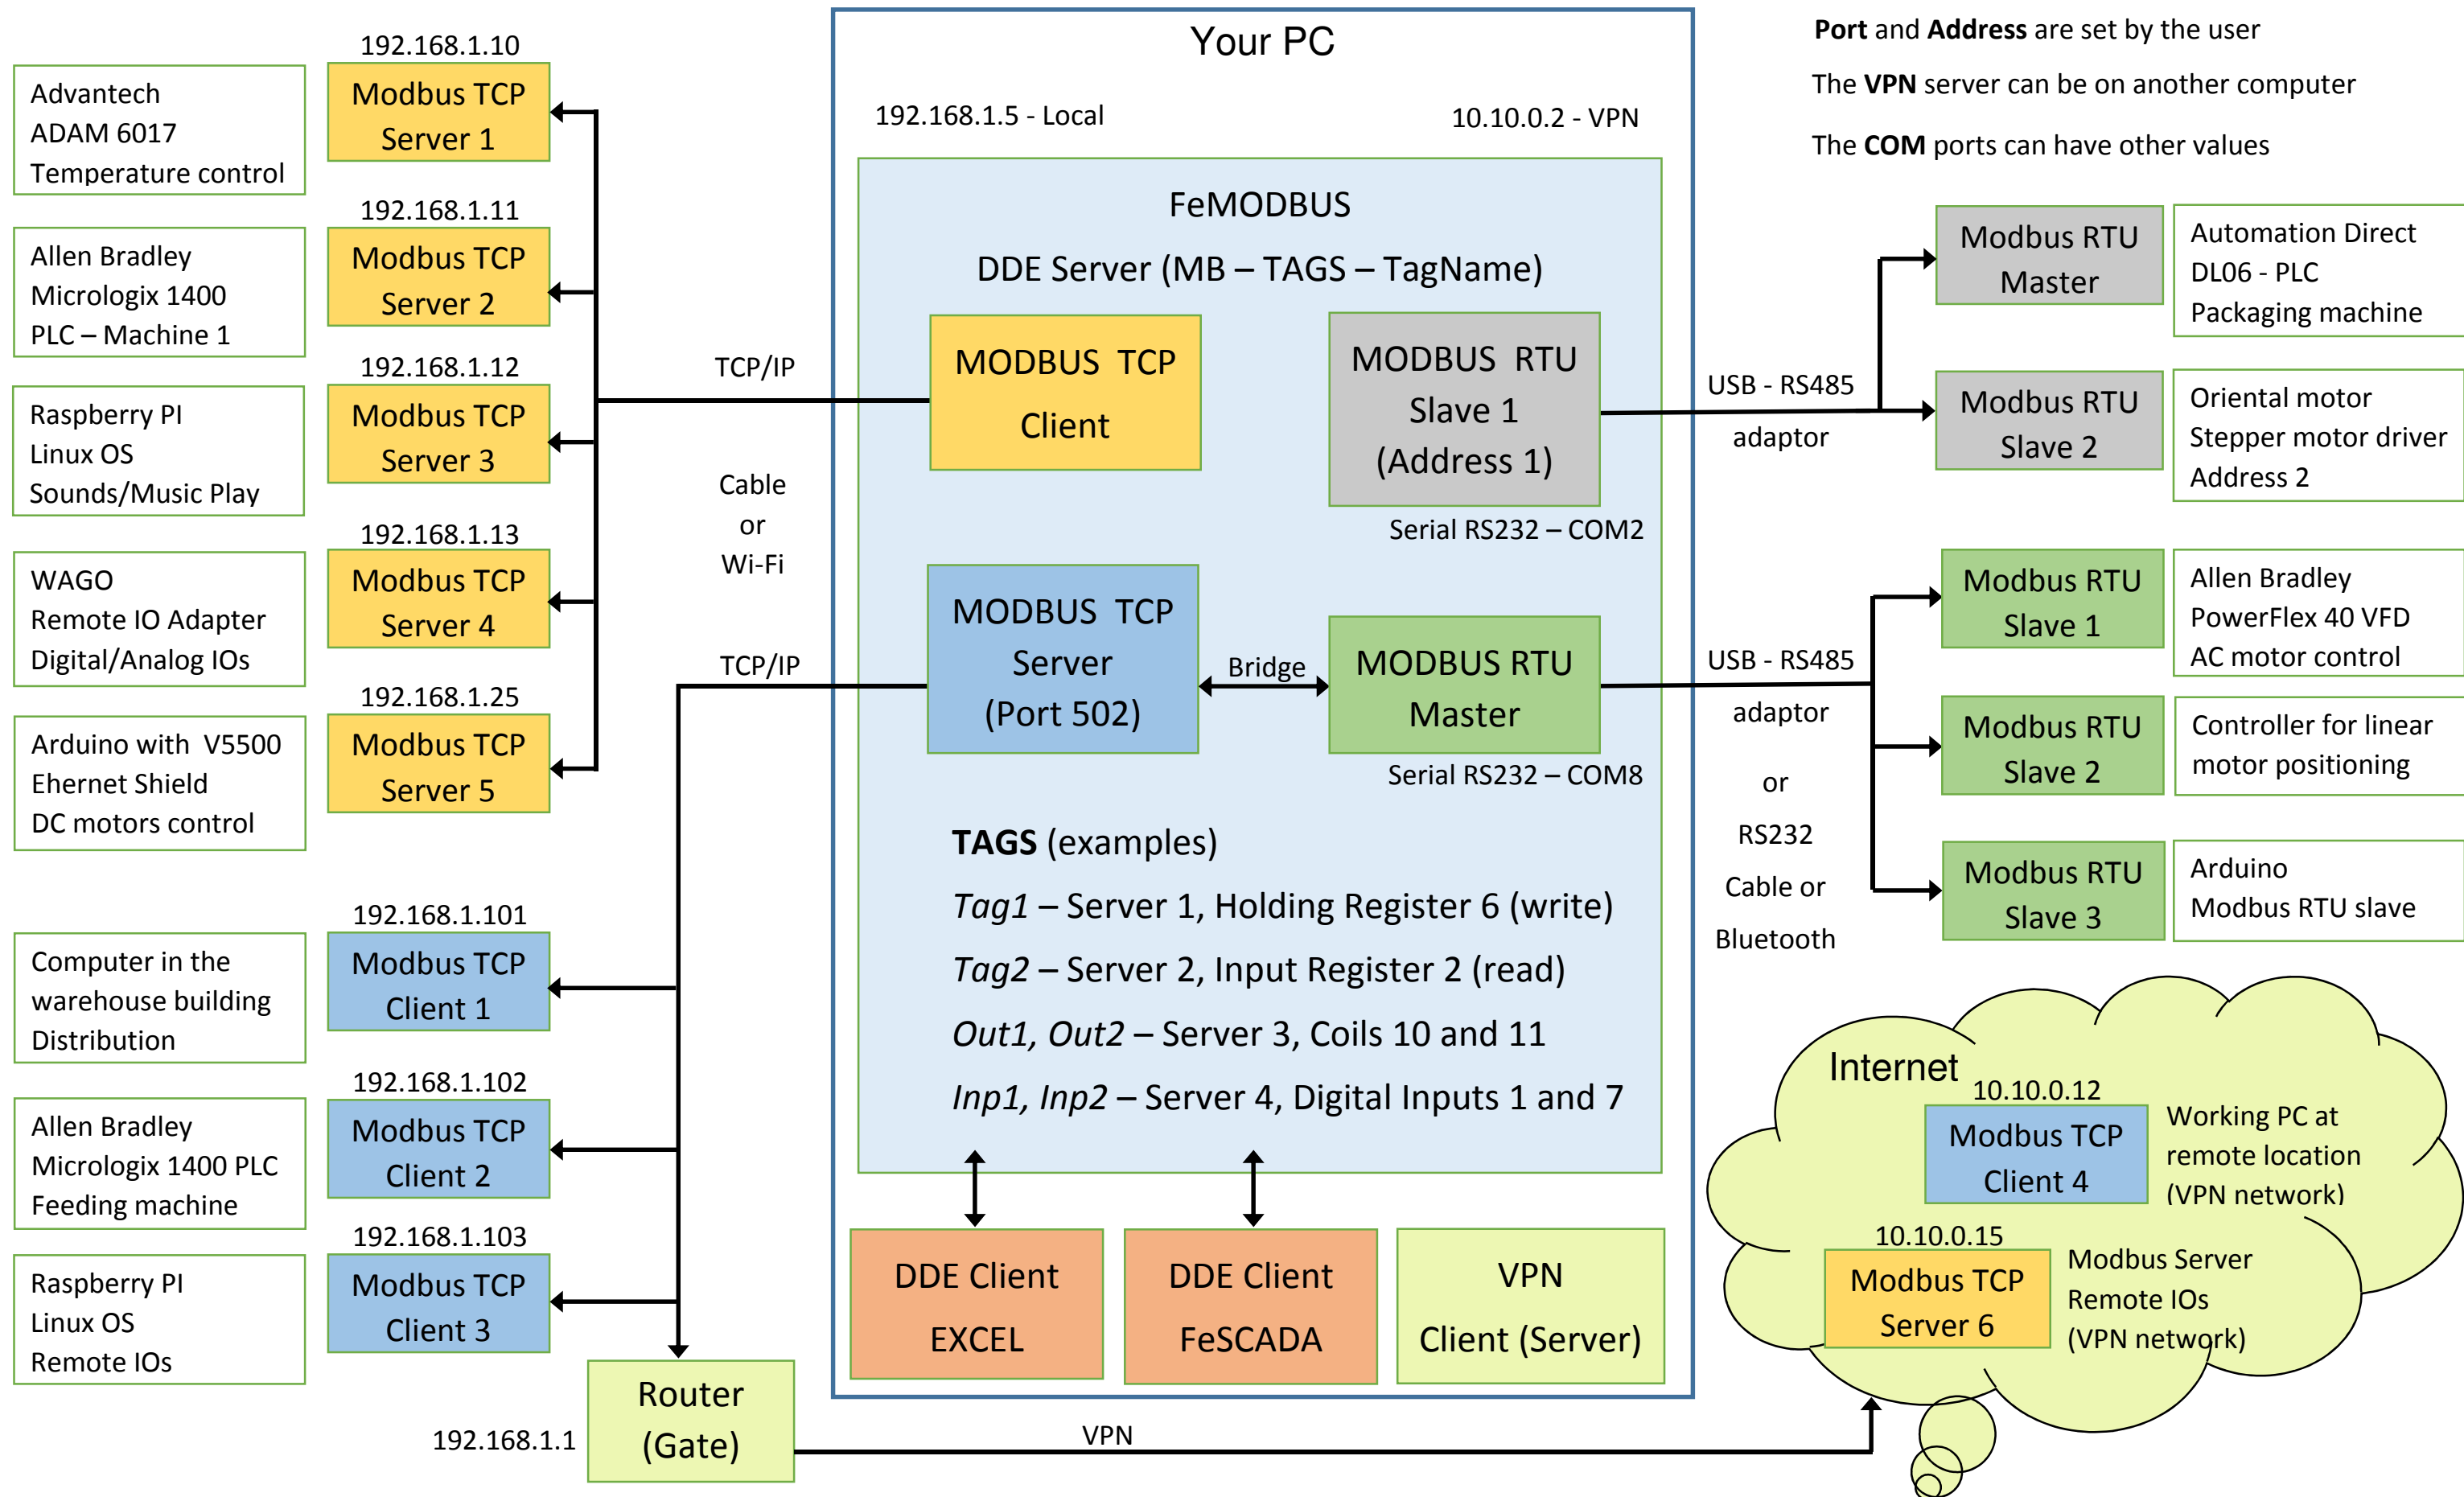 Your PC
192.168.1.5 - Local
10.10.0.2 - VPN
Port and Address are set by the user
The VPN server can be on another computer
The COM ports can have other values
192.168.1.10
Advantech
ADAM 6017
Temperature control
Modbus TCP
Server 1
192.168.1.11
Allen Bradley
Micrologix 1400
PLC – Machine 1
Modbus TCP
Server 2
192.168.1.12
Raspberry PI
Linux OS
Sounds/Music Play
Modbus TCP
Server 3
192.168.1.13
WAGO
Remote IO Adapter
Digital/Analog IOs
Modbus TCP
Server 4
192.168.1.25
Arduino with V5500
Ehernet Shield
DC motors control
Modbus TCP
Server 5
192.168.1.101
Computer in the
warehouse building
Distribution
Modbus TCP
Client 1
192.168.1.102
Allen Bradley
Micrologix 1400 PLC
Feeding machine
Modbus TCP
Client 2
192.168.1.103
Raspberry PI
Linux OS
Remote IOs
Modbus TCP
Client 3
TCP/IP
Cable
or
Wi-Fi
TCP/IP
Router
(Gate)
192.168.1.1
VPN
FeMODBUS
DDE Server (MB – TAGS – TagName)
MODBUS TCP
Client
MODBUS RTU
Slave 1
(Address 1)
Serial RS232 – COM2
MODBUS TCP
Server
(Port 502)
Bridge
MODBUS RTU
Master
Serial RS232 – COM8
TAGS (examples)
Tag1 – Server 1, Holding Register 6 (write)
Tag2 – Server 2, Input Register 2 (read)
Out1, Out2 – Server 3, Coils 10 and 11
Inp1, Inp2 – Server 4, Digital Inputs 1 and 7
DDE Client
EXCEL
DDE Client
FeSCADA
VPN
Client (Server)
USB - RS485
adaptor
Modbus RTU
Master
Automation Direct
DL06 - PLC
Packaging machine
Modbus RTU
Slave 2
Oriental motor
Stepper motor driver
Address 2
USB - RS485
adaptor
or
RS232
Cable or
Bluetooth
Modbus RTU
Slave 1
Allen Bradley
PowerFlex 40 VFD
AC motor control
Modbus RTU
Slave 2
Controller for linear
motor positioning
Modbus RTU
Slave 3
Arduino
Modbus RTU slave
Internet
10.10.0.12
Modbus TCP
Client 4
Working PC at
remote location
(VPN network)
10.10.0.15
Modbus TCP
Server 6
Modbus Server
Remote IOs
(VPN network)